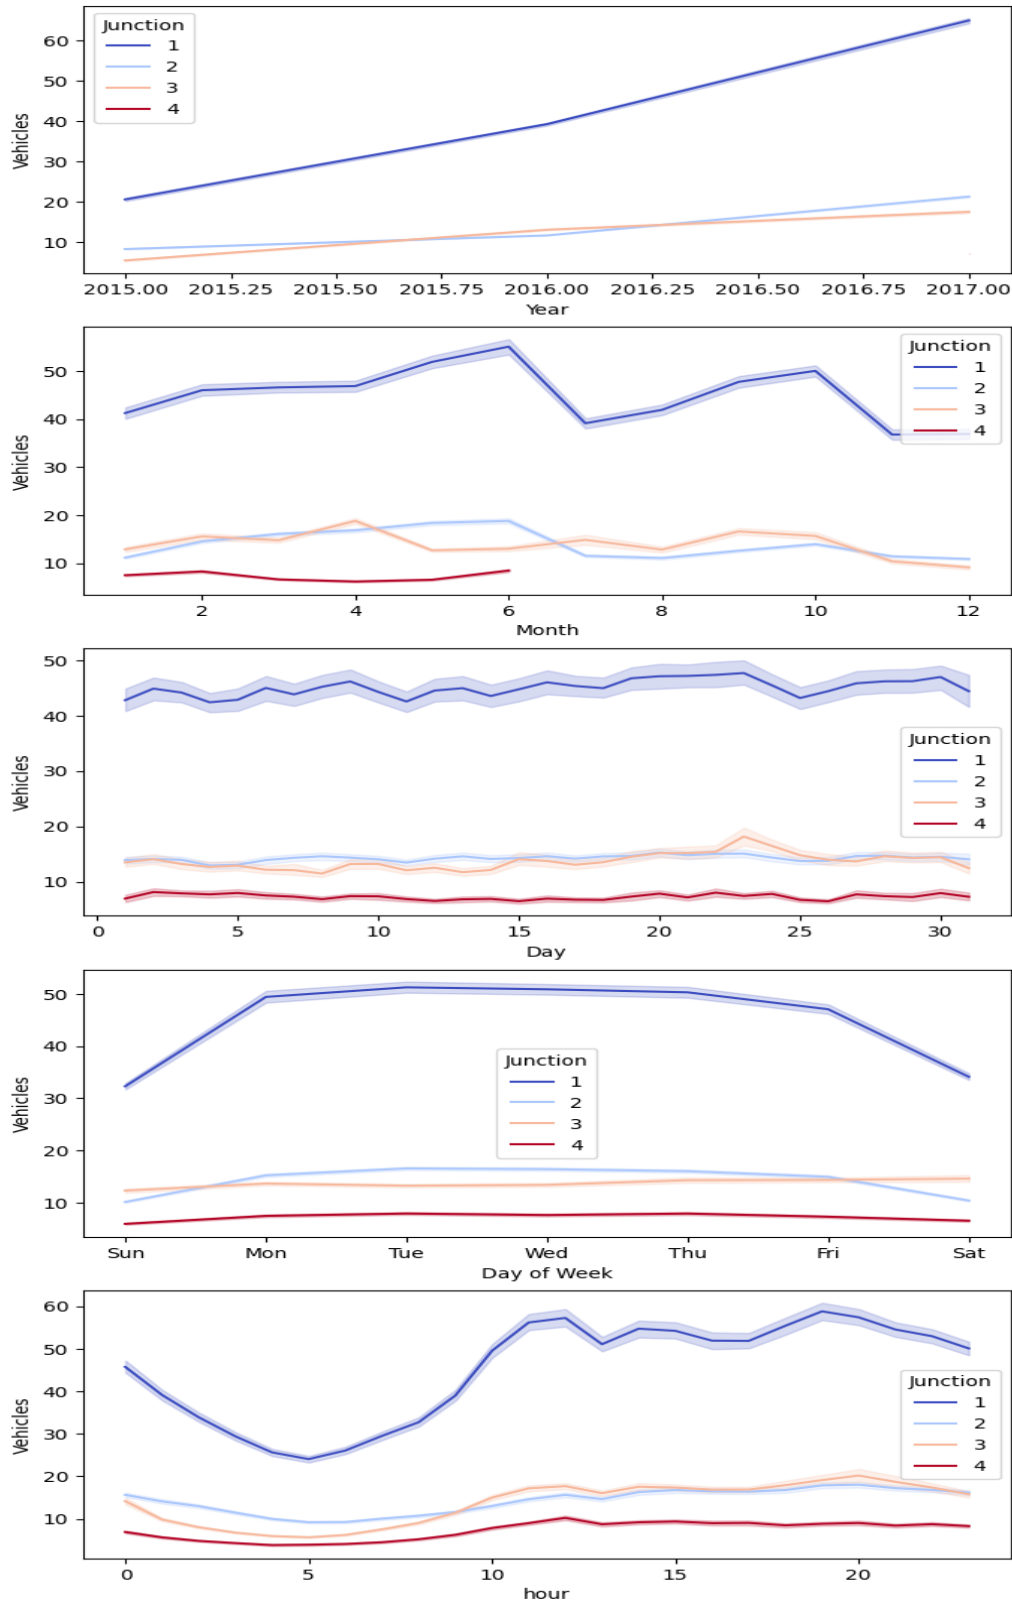 Junction
1
2
3
4
60
50
40
30
20
10
Vehicles
2015.00 2015.25 2015.50 2015.75 2016.00 2016.25 2016.50 2016.75 2017.00
Year
Junction
1
2
3
4
50
40
30
20
10
Vehicles
2 4 6 8 10 12
Month
50
40
30
20
10
Vehicles
Junction
1
2
3
4
0 5 10 15 20 25 30
Day
50
40
30
20
10
Vehicles
Junction
1
2
3
4
Sun Mon Tue Wed Thu Fri Sat
Day of Week
60
50
40
30
20
10
Vehicles
Junction
1
2
3
4
0 5 10 15 20
hour